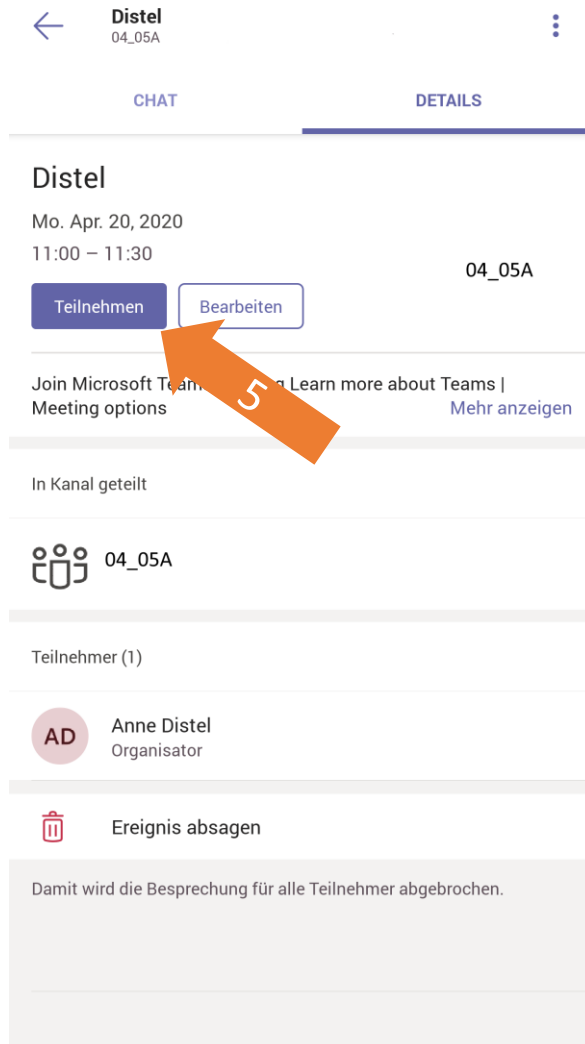 Distel
04_05A
CHAT
DETAILS
Distel
Mo. Apr. 20, 2020
11:00 – 11:30
04_05A
Teilnehmen
Bearbeiten
Join Microsoft Team g Learn more about Teams |
Meeting options
Mehr anzeigen
5
In Kanal geteilt
04_05A
Teilnehmer (1)
AD
Anne Distel
Organisator
Ereignis absagen
Damit wird die Besprechung für alle Teilnehmer abgebrochen.